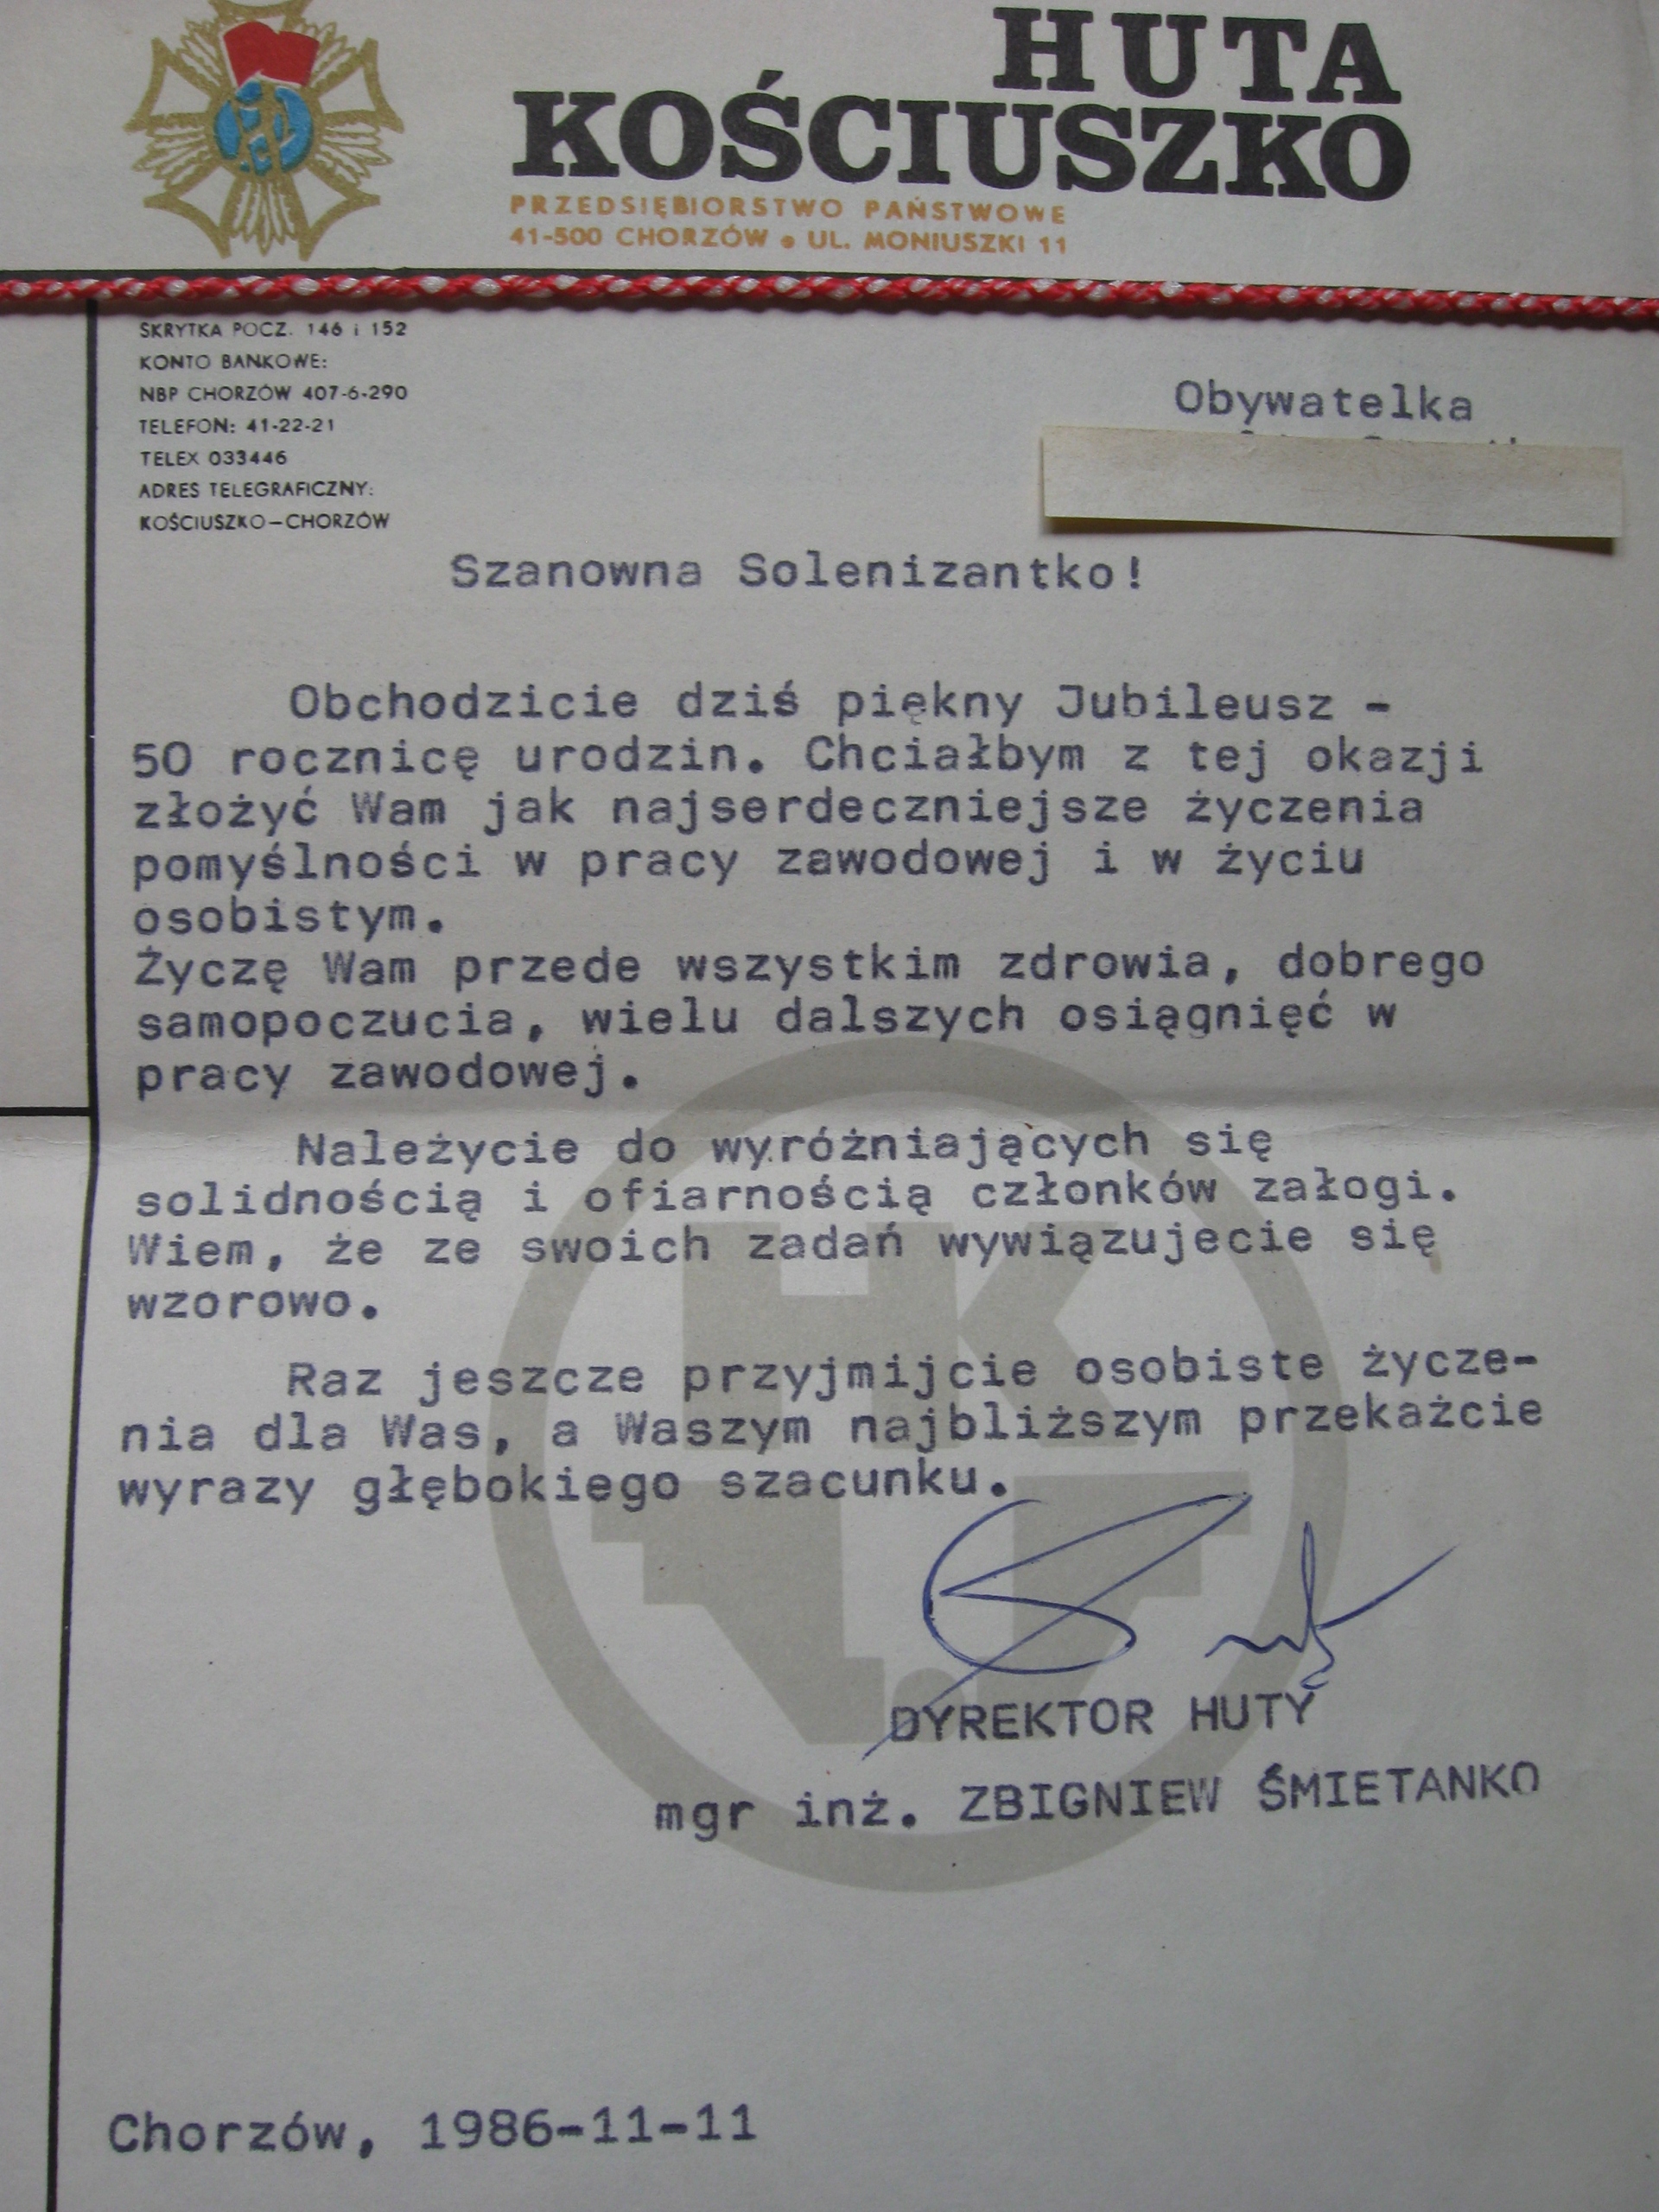 HUTA
KOŚCIUSZKO
PRZEDSIĘBIORSTWO PAŃSTWOWE
41-500 CHORZÓW • UL. MONIUSZKI 11
SKRYTKA POCZ. 146 i 152
KONTO BANKOWE:
NBP CHORZÓW 407-6-290
TELEFON: 41-22-21
TELEX 033446
ADRES TELEGRAFICZNY:
KOŚCIUSZKO—CHORZÓW
Obywatelka
Szanowna Solenizantko!
Obchodzicie dziś piękny Jubileusz -
50 rocznicę urodzin. Chciałbym z tej okazji
złożyć Wam jak najserdeczniejsze życzenia
pomyślności w pracy zawodowej i w życiu
osobistym.
Życzę Wam przede wszystkim zdrowia, dobrego
samopoczucia, wielu dalszych osiągnięć w
pracy zawodowej.
Należycie do wyróżniających się
solidnością i ofiarnością członków załogi.
Wiem, że ze swoich zadań wywiązujecie się
wzorowo.
Raz jeszcze przyjmijcie osobiste życze-
nia dla Was, a Waszym najbliższym przekażcie
wyrazy głębokiego szacunku.
DYREKTOR HUTY
mgr inż. ZBIGNIEW ŚMIETANKO
Chorzów, 1986-11-11
HK